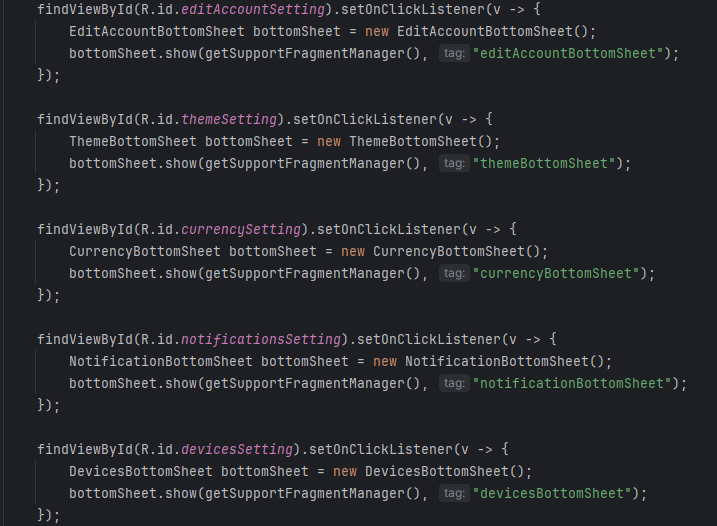 findViewById(R.id.editAccountSetting).setOnClickListener(v -> {
EditAccountBottomSheet bottomSheet = new EditAccountBottomSheet();
bottomSheet.show(getSupportFragmentManager(), tag: "editAccountBottomSheet");
});
findViewById(R.id.themeSetting).setOnClickListener(v -> {
ThemeBottomSheet bottomSheet = new ThemeBottomSheet();
bottomSheet.show(getSupportFragmentManager(), tag: "themeBottomSheet");
});
findViewById(R.id.currencySetting).setOnClickListener(v -> {
CurrencyBottomSheet bottomSheet = new CurrencyBottomSheet();
bottomSheet.show(getSupportFragmentManager(), tag: "currencyBottomSheet");
});
findViewById(R.id.notificationsSetting).setOnClickListener(v -> {
NotificationBottomSheet bottomSheet = new NotificationBottomSheet();
bottomSheet.show(getSupportFragmentManager(), tag: "notificationBottomSheet");
});
findViewById(R.id.devicesSetting).setOnClickListener(v -> {
DevicesBottomSheet bottomSheet = new DevicesBottomSheet();
bottomSheet.show(getSupportFragmentManager(), tag: "devicesBottomSheet");
});